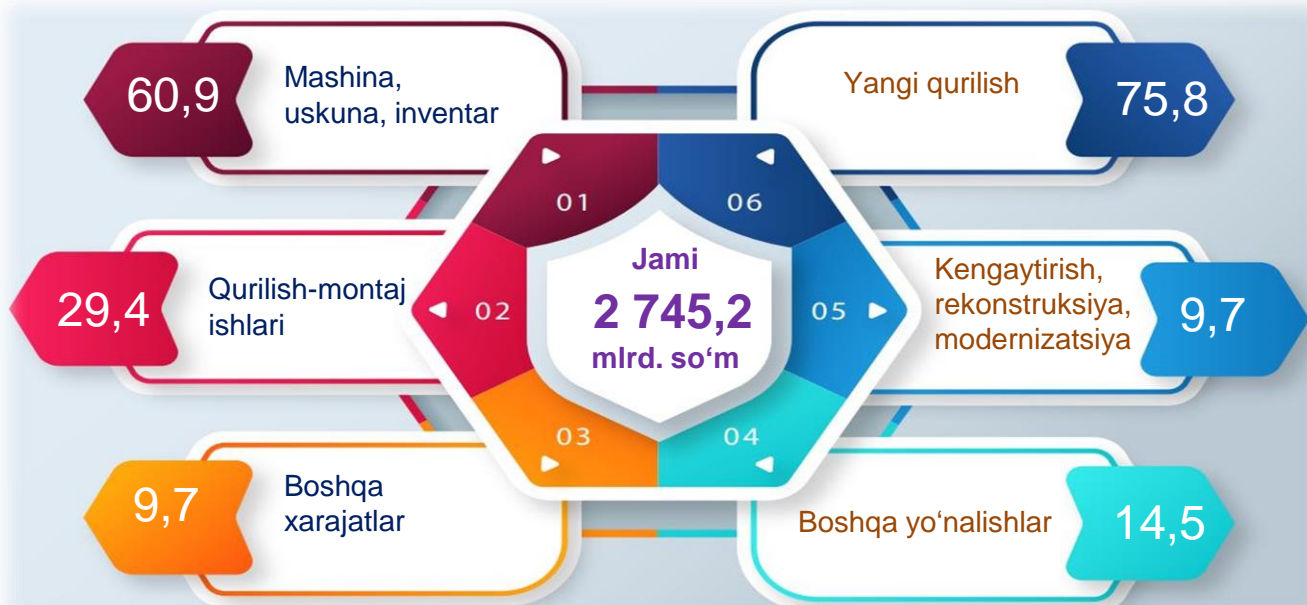 60,9
Mashina,
uskuna, inventar
Yangi qurilish
75,8
01
06
29,4
Qurilish-montaj
ishlari
02
Jami
2 745,2
mlrd. so‘m
05
Kengaytirish,
rekonstruksiya,
modernizatsiya
9,7
03
04
9,7
Boshqa
xarajatlar
Boshqa yo‘nalishlar
14,5